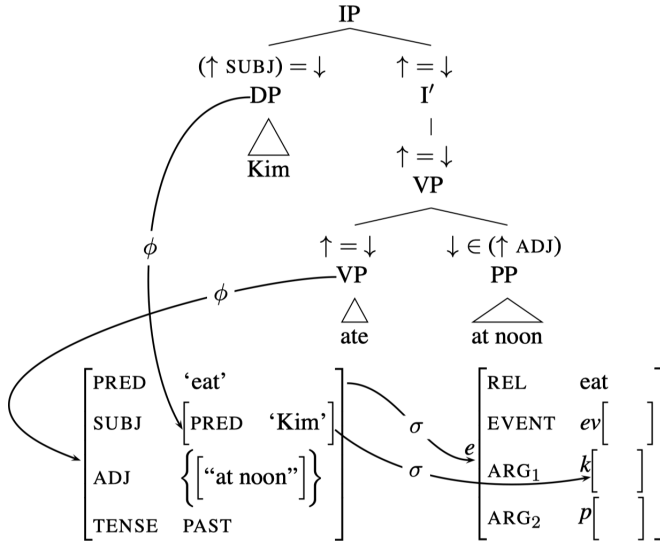 IP
(↑ SUBJ) = ↓ ↑ = ↓
DP I′
↑ = ↓
Kim
VP
ϕ
↑ = ↓ ↓ ∈ (↑ ADJ)
VP PP
ϕ
ate at noon
PRED ‘eat’ REL eat
SUBJ [PRED ‘Kim’] σ EVENT ev[ ]
e
ADJ {[“at noon”]} σ ARG₁ k[ ]
TENSE PAST ARG₂ p[ ]